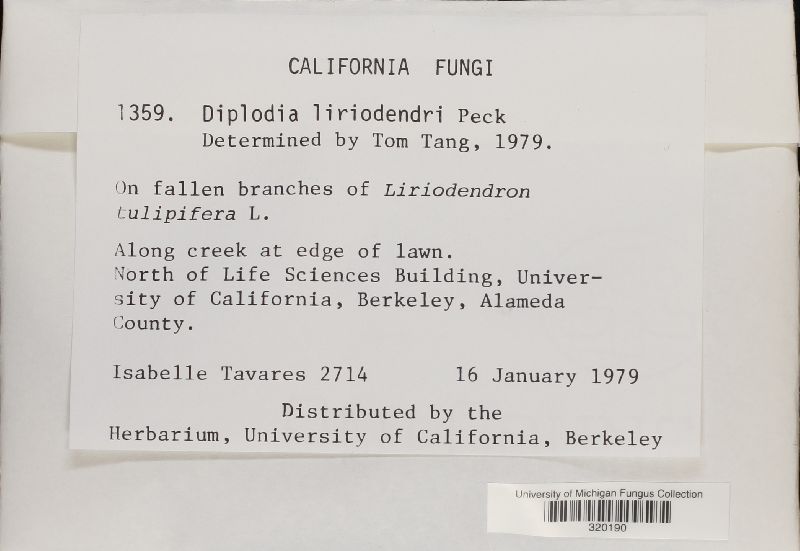 CALIFORNIA FUNGI
1359. Diplodia liriodendri Peck
Determined by Tom Tang, 1979.
On fallen branches of Liriodendron
tulipifera L.
Along creek at edge of lawn.
North of Life Sciences Building, Univer-
sity of California, Berkeley, Alameda
County.
Isabelle Tavares 2714 16 January 1979
Distributed by the
Herbarium, University of California, Berkeley
University of Michigan Fungus Collection
320190